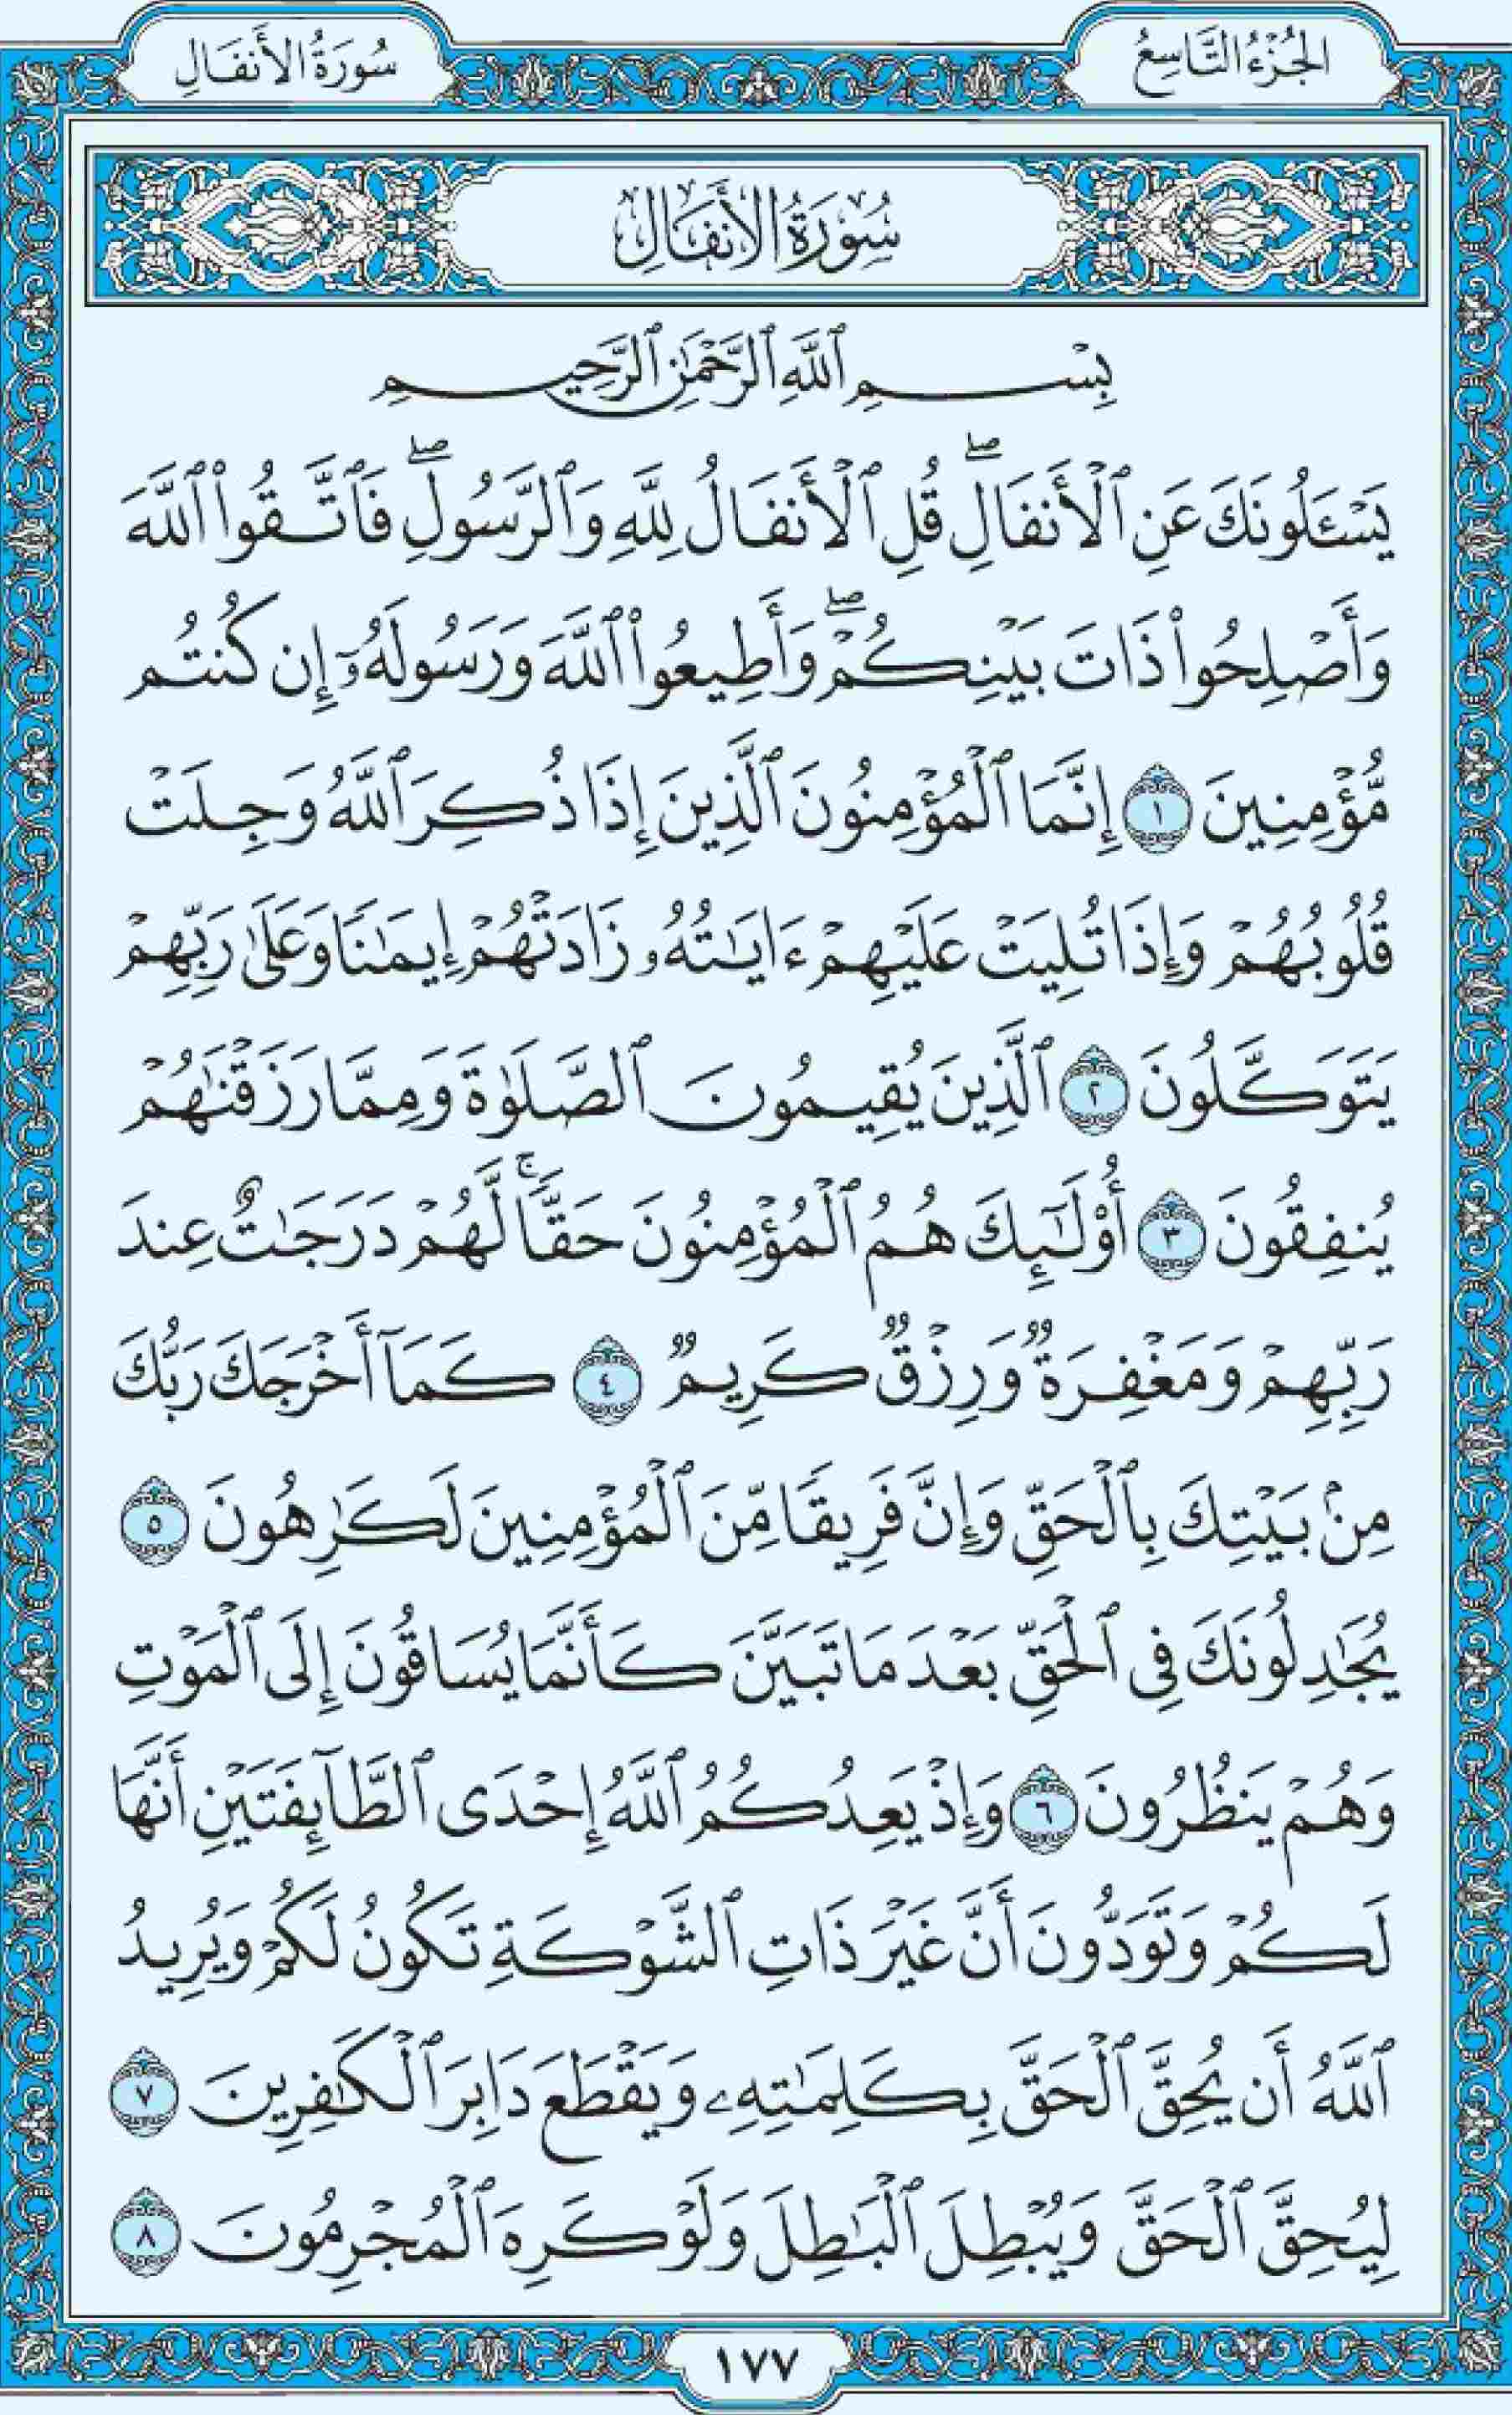 الجُزْءُ التَّاسِعُ
سُورَةُ الأَنفَالِ
سُورَةُ الأَنفَالِ
بِسْمِ ٱللَّهِ ٱلرَّحْمَٰنِ ٱلرَّحِيمِ
يَسْـَٔلُونَكَ عَنِ ٱلْأَنفَالِۖ قُلِ ٱلْأَنفَالُ لِلَّهِ وَٱلرَّسُولِۖ فَٱتَّقُوا۟ ٱللَّهَ
وَأَصْلِحُوا۟ ذَاتَ بَيْنِكُمْۖ وَأَطِيعُوا۟ ٱللَّهَ وَرَسُولَهُۥٓ إِن كُنتُم
مُّؤْمِنِينَ ١ إِنَّمَا ٱلْمُؤْمِنُونَ ٱلَّذِينَ إِذَا ذُكِرَ ٱللَّهُ وَجِلَتْ
قُلُوبُهُمْ وَإِذَا تُلِيَتْ عَلَيْهِمْ ءَايَٰتُهُۥ زَادَتْهُمْ إِيمَٰنًا وَعَلَىٰ رَبِّهِمْ
يَتَوَكَّلُونَ ٢ ٱلَّذِينَ يُقِيمُونَ ٱلصَّلَوٰةَ وَمِمَّا رَزَقْنَٰهُمْ
يُنفِقُونَ ٣ أُو۟لَٰٓئِكَ هُمُ ٱلْمُؤْمِنُونَ حَقًّاۚ لَّهُمْ دَرَجَٰتٌ عِندَ
رَبِّهِمْ وَمَغْفِرَةٌ وَرِزْقٌ كَرِيمٌ ٤ كَمَآ أَخْرَجَكَ رَبُّكَ
مِنۢ بَيْتِكَ بِٱلْحَقِّ وَإِنَّ فَرِيقًا مِّنَ ٱلْمُؤْمِنِينَ لَكَٰرِهُونَ ٥
يُجَٰدِلُونَكَ فِى ٱلْحَقِّ بَعْدَ مَا تَبَيَّنَ كَأَنَّمَا يُسَاقُونَ إِلَى ٱلْمَوْتِ
وَهُمْ يَنظُرُونَ ٦ وَإِذْ يَعِدُكُمُ ٱللَّهُ إِحْدَى ٱلطَّآئِفَتَيْنِ أَنَّهَا
لَكُمْ وَتَوَدُّونَ أَنَّ غَيْرَ ذَاتِ ٱلشَّوْكَةِ تَكُونُ لَكُمْ وَيُرِيدُ
ٱللَّهُ أَن يُحِقَّ ٱلْحَقَّ بِكَلِمَٰتِهِۦ وَيَقْطَعَ دَابِرَ ٱلْكَٰفِرِينَ ٧
لِيُحِقَّ ٱلْحَقَّ وَيُبْطِلَ ٱلْبَٰطِلَ وَلَوْ كَرِهَ ٱلْمُجْرِمُونَ ٨
١٧٧